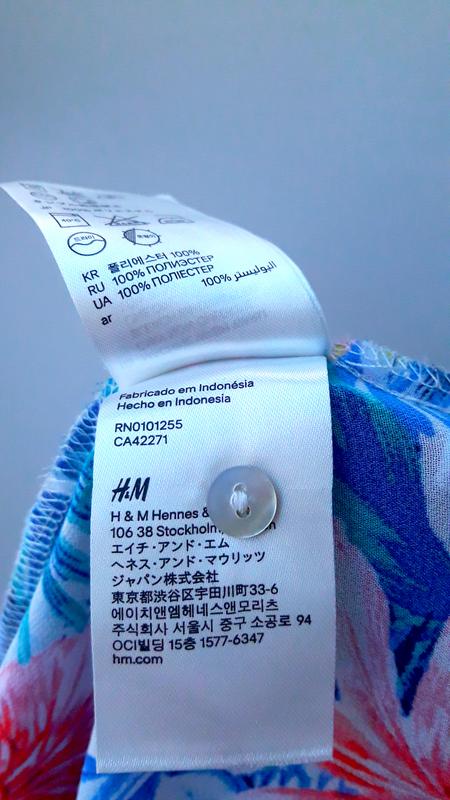 40°C
드라이
KR 폴리에스터 100%
RU 100% ПОЛИЭСТЕР
UA 100% ПОЛІЕСТЕР
ar 100% البوليستر
Fabricado em Indonésia
Hecho en Indonesia
RN0101255
CA42271
H&M
H & M Hennes &
106 38 Stockholm
エイチ・アンド・エム
ヘネス・アンド・マウリッツ
ジャパン株式会社
東京都渋谷区宇田川町33-6
에이치앤엠헤네스앤모리츠
주식회사 서울시 중구 소공로 94
OCI빌딩 15층 1577-6347
hm.com